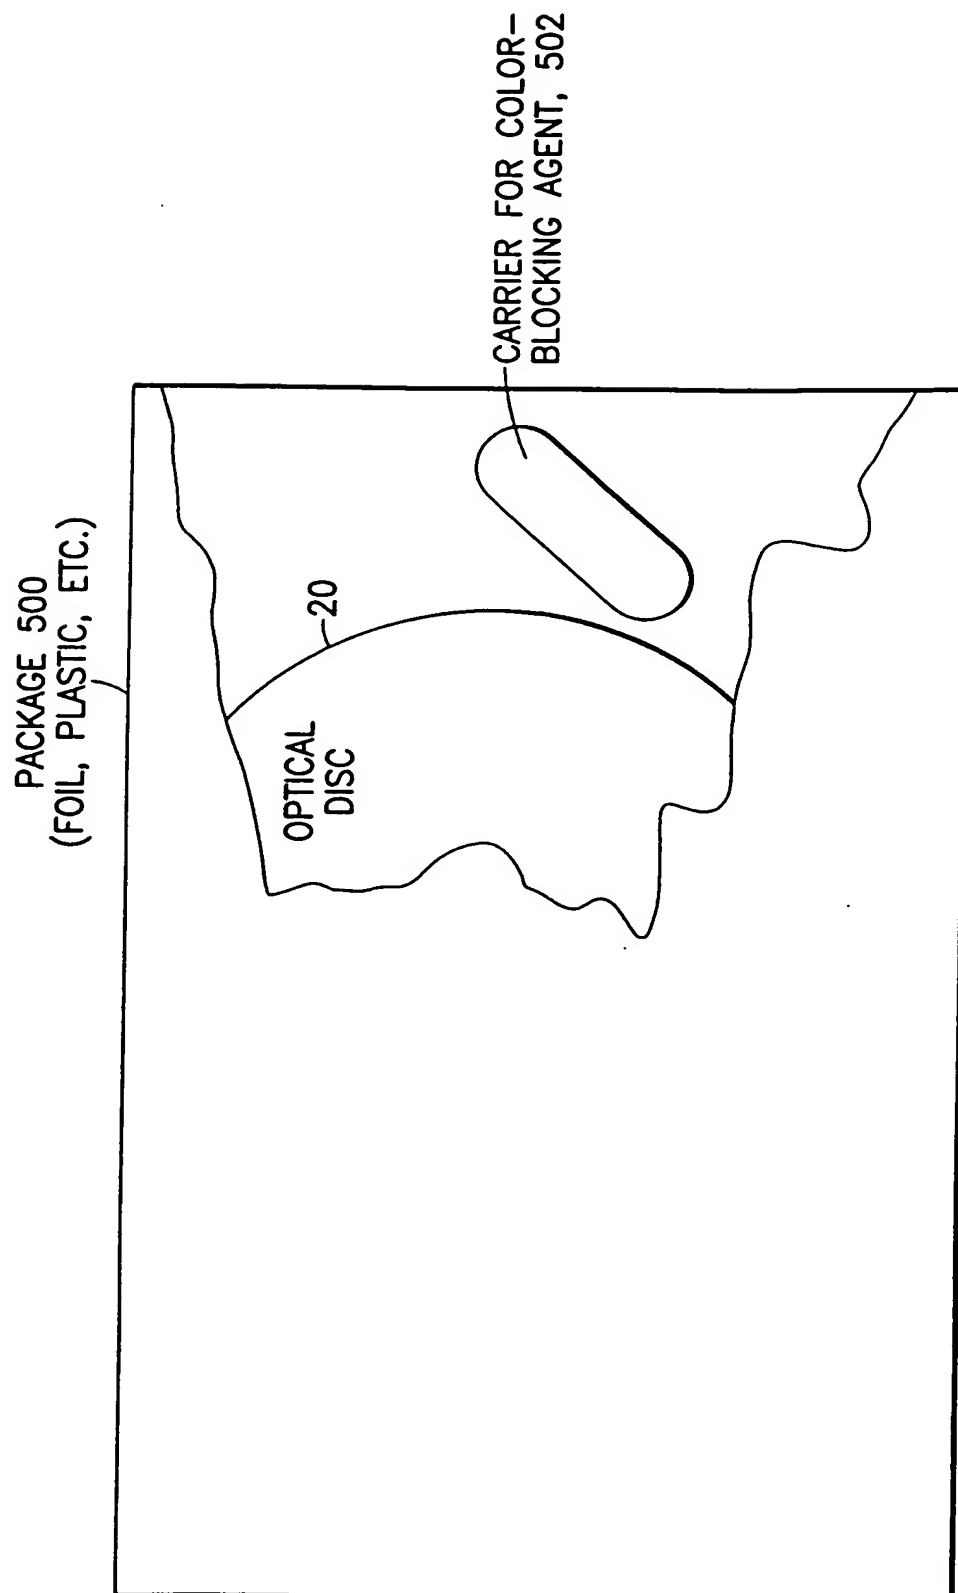 PACKAGE 500
(FOIL, PLASTIC, ETC.)
20
OPTICAL
DISC
CARRIER FOR COLOR-
BLOCKING AGENT, 502